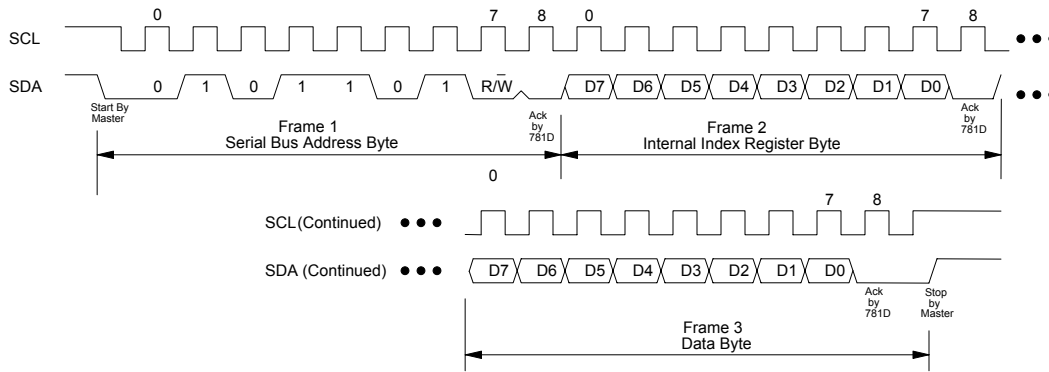 0 7 8 0 7 8
SCL
SDA 0 1 0 1 1 0 1 R/W̅ D7 D6 D5 D4 D3 D2 D1 D0
Start By
Master
Ack
by
781D
Ack
by
781D
Frame 1
Serial Bus Address Byte
Frame 2
Internal Index Register Byte
0 7 8
SCL(Continued)
SDA (Continued) D7 D6 D5 D4 D3 D2 D1 D0
Ack
by
781D
Stop
by
Master
Frame 3
Data Byte